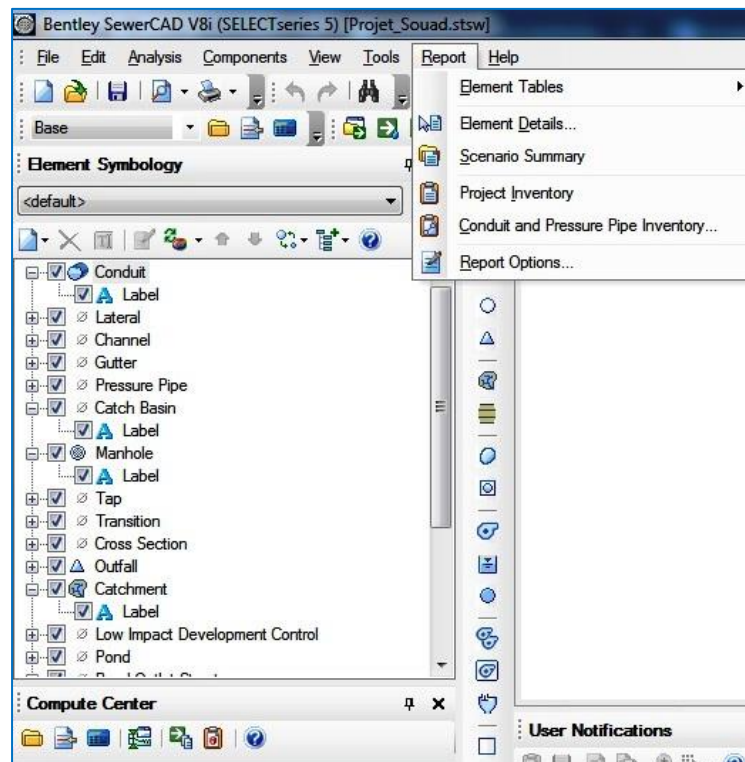 Bentley SewerCAD V8i (SELECTseries 5) [Projet_Souad.stsw]
File Edit Analysis Components View Tools Report Help
Element Tables
Base
Element Details...
Element Symbology
Scenario Summary
<default>
Project Inventory
Conduit and Pressure Pipe Inventory...
Report Options...
Conduit
Label
Lateral
Channel
Gutter
Pressure Pipe
Catch Basin
Label
Manhole
Label
Tap
Transition
Cross Section
Outfall
Catchment
Label
Low Impact Development Control
Pond
Compute Center
User Notifications